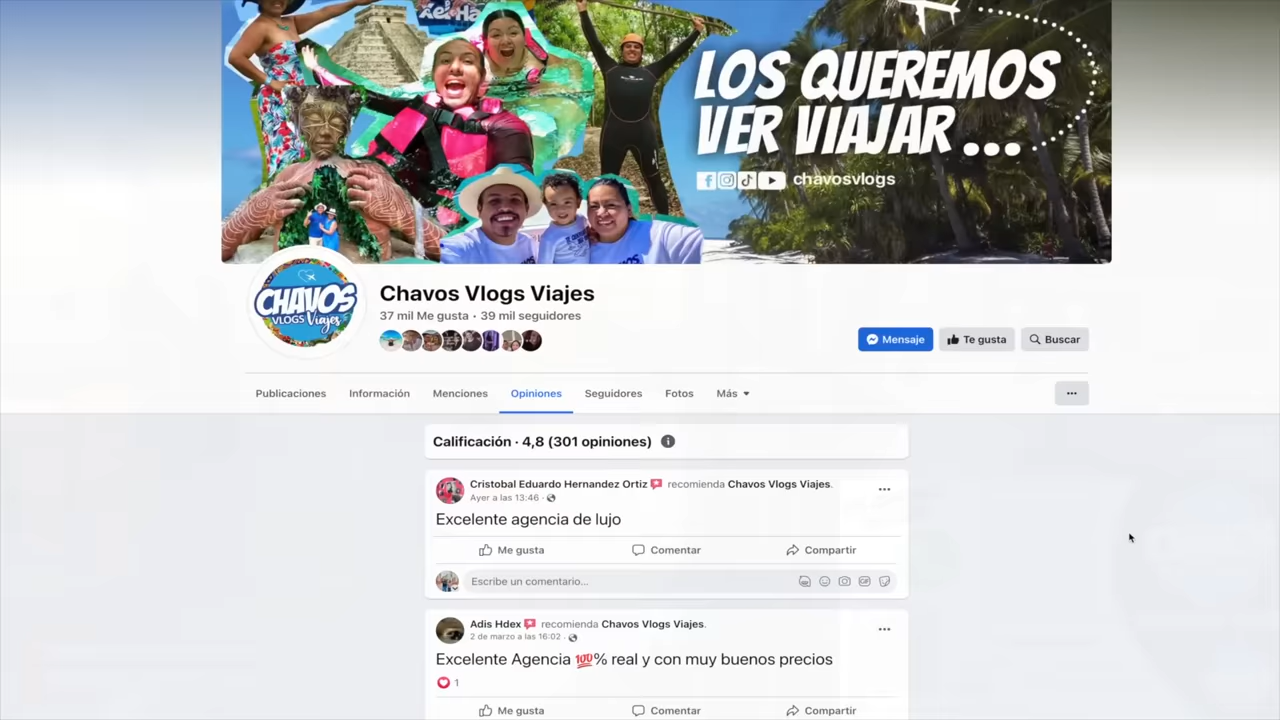 Xel-Há
LOS QUEREMOS
VER VIAJAR ...
chavosvlogs
CHAVOS
VLOGS Viajes
Chavos Vlogs Viajes
37 mil Me gusta · 39 mil seguidores
Mensaje
Te gusta
Buscar
Publicaciones
Información
Menciones
Opiniones
Seguidores
Fotos
Más
Calificación · 4,8 (301 opiniones)
Cristobal Eduardo Hernandez Ortiz recomienda Chavos Vlogs Viajes.
Ayer a las 13:46 ·
Excelente agencia de lujo
Me gusta
Comentar
Compartir
Escribe un comentario...
GIF
Adis Hdex recomienda Chavos Vlogs Viajes.
2 de marzo a las 16:02 ·
Excelente Agencia 💯% real y con muy buenos precios
1
Me gusta
Comentar
Compartir